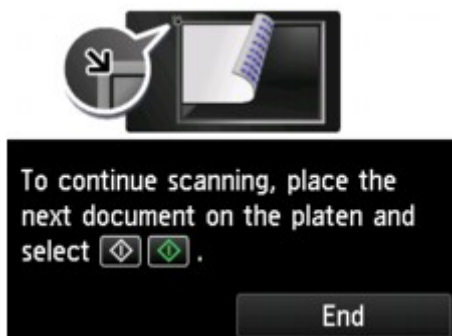 To continue scanning, place the
next document on the platen and
select .
End